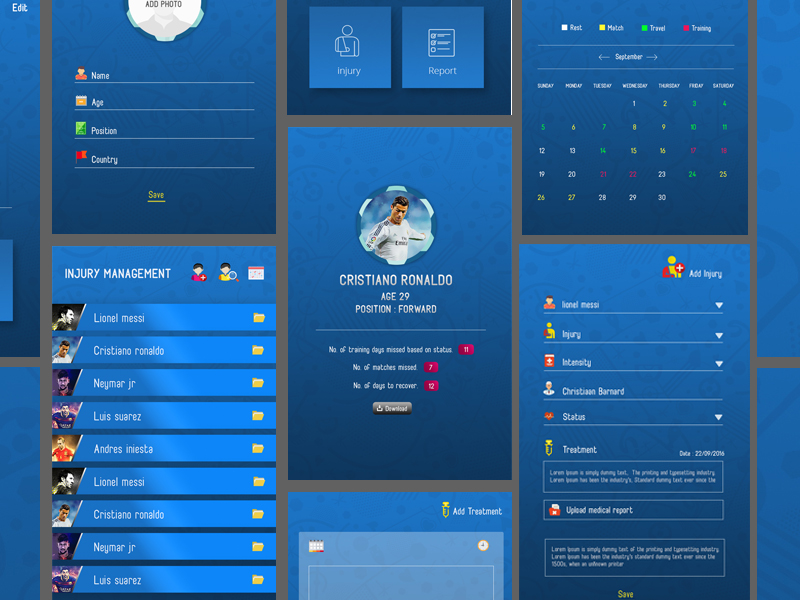 Edit
ADD PHOTO
Name
Age
Position
Country
Save
INJURY MANAGEMENT
Lionel messi
Cristiano ronaldo
Neymar jr
Luis suarez
Andres iniesta
Lionel messi
Cristiano ronaldo
Neymar jr
Luis suarez
injury
Report
CRISTIANO RONALDO
AGE 29
POSITION : FORWARD
No. of training days missed based on status. 11
No. of matches missed. 7
No. of days to recover. 12
Download
Add Treatment
Rest Match Travel Training
September
SUNDAY MONDAY TUESDAY WEDNESDAY THURSDAY FRIDAY SATURDAY
1 2 3 4
5 6 7 8 9 10 11
12 13 14 15 16 17 18
19 20 21 22 23 24 25
26 27 28 29 30
Add Injury
lionel messi
Injury
Intensity
Christiaan Barnard
Status
Treatment
Date : 22/09/2016
Lorem Ipsum is simply dummy text. The printing and typesetting industry
Lorem Ipsum has been the industry's. Standard dummy text ever since the
Upload medical report
Lorem Ipsum is simply dummy text of the printing and typesetting industry
Lorem Ipsum has been the industry's standard dummy text ever since the
1500s, when an unknown printer
Save